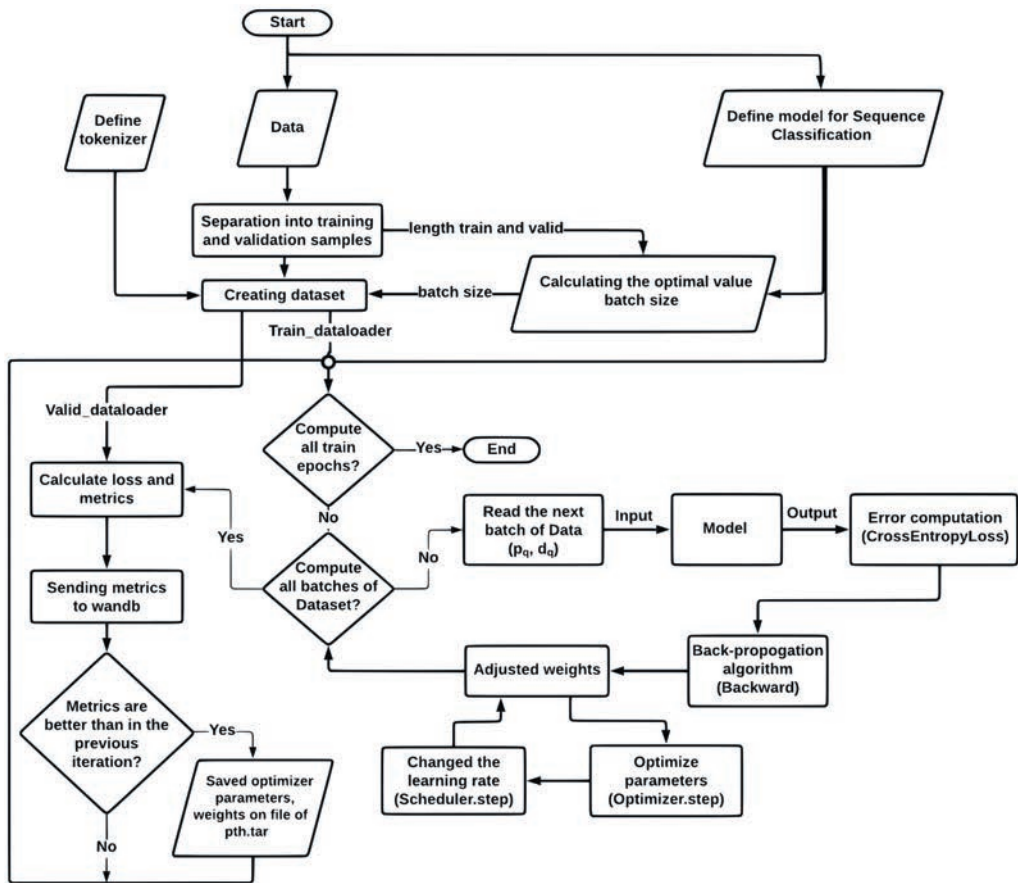 Start
Define
tokenizer
Data
Define model for Sequence
Classification
Separation into training
and validation samples
length train and valid
Creating dataset
batch size
Calculating the optimal value
batch size
Train_dataloader
Valid_dataloader
Compute
all train
epochs?
Yes
End
Calculate loss and
metrics
No
Yes
Compute
all batches of
Dataset?
No
Read the next
batch of Data
(pq, dq)
Input
Model
Output
Error computation
(CrossEntropyLoss)
Sending metrics
to wandb
Adjusted weights
Back-propogation
algorithm
(Backward)
Metrics are
better than in the
previous
iteration?
Yes
Changed the
learning rate
(Scheduler.step)
Optimize
parameters
(Optimizer.step)
Saved optimizer
parameters,
weights on file of
pth.tar
No